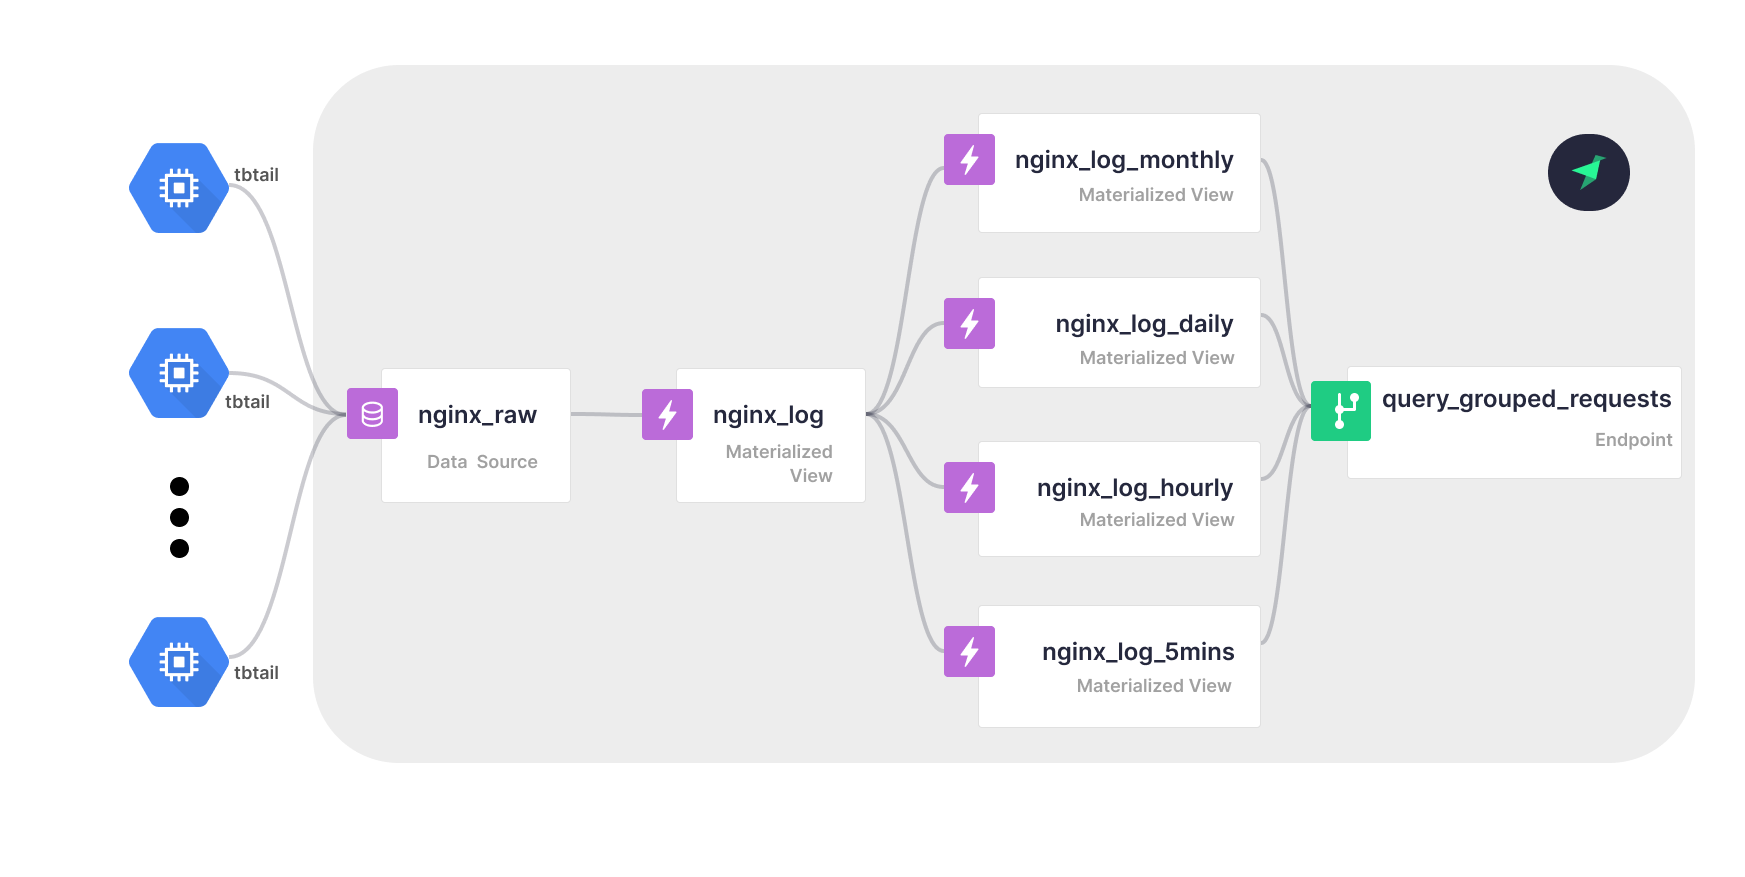 tbtail
tbtail
tbtail
nginx_raw
Data Source
nginx_log
Materialized
View
nginx_log_monthly
Materialized View
nginx_log_daily
Materialized View
nginx_log_hourly
Materialized View
nginx_log_5mins
Materialized View
query_grouped_requests
Endpoint